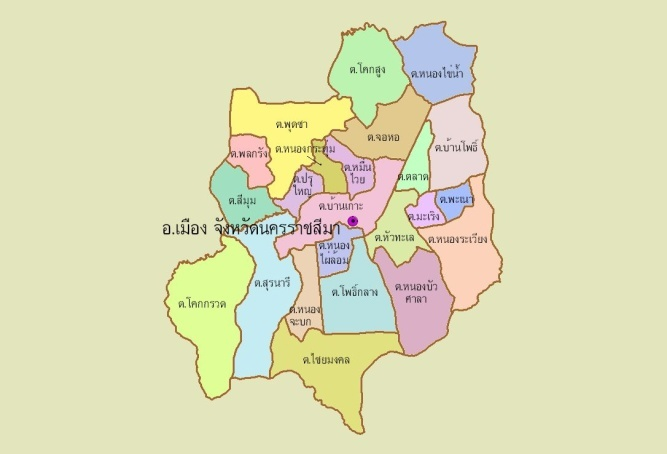 ต.โคกสูง
ต.หนองไข่น้ำ
ต.พุดซา
ต.จอหอ
ต.หนองกระทุ่ม
ต.บ้านโพธิ์
ต.พลกรัง
ต.หมื่น
ไวย
ต.ตลาด
ต.ปรุ
ใหญ่
ต.สีมุม
ต.พะเนา
ต.บ้านเกาะ
ต.มะเริง
อ.เมือง จังหวัดนครราชสีมา
ต.หัวทะเล
ต.หนองระเวียง
ต.หนอง
ไผ่ล้อม
ต.สุรนารี
ต.โพธิ์กลาง
ต.หนองบัว
ศาลา
ต.โคกกรวด
ต.หนอง
จะบก
ต.ไชยมงคล